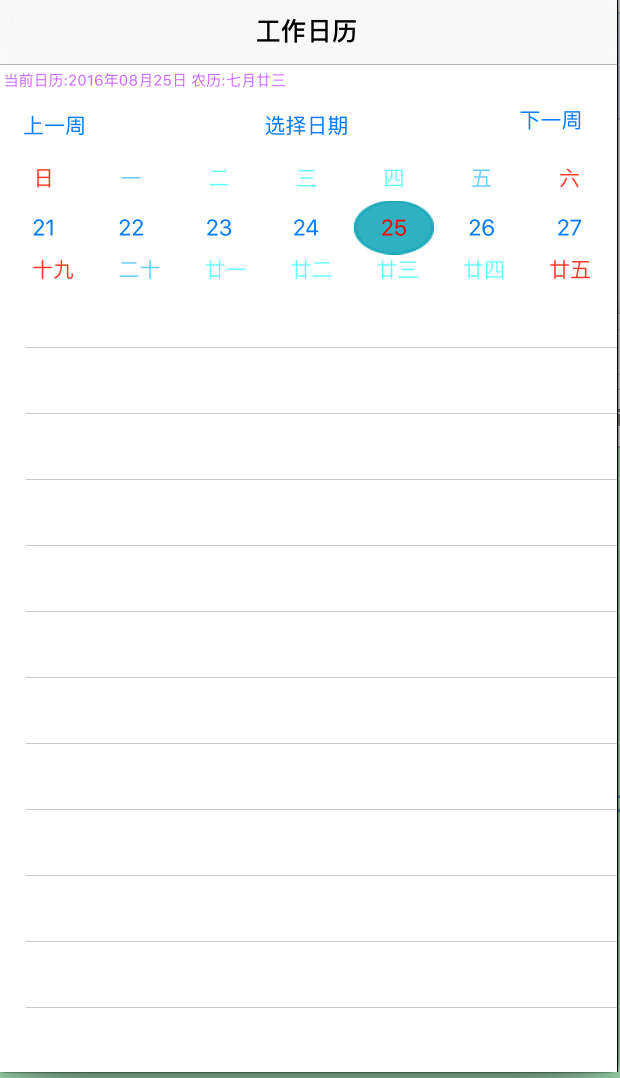 工作日历
当前日历:2016年08月25日 农历:七月廿三
上一周 选择日期 下一周
日 一 二 三 四 五 六
21 22 23 24 25 26 27
十九 二十 廿一 廿二 廿三 廿四 廿五